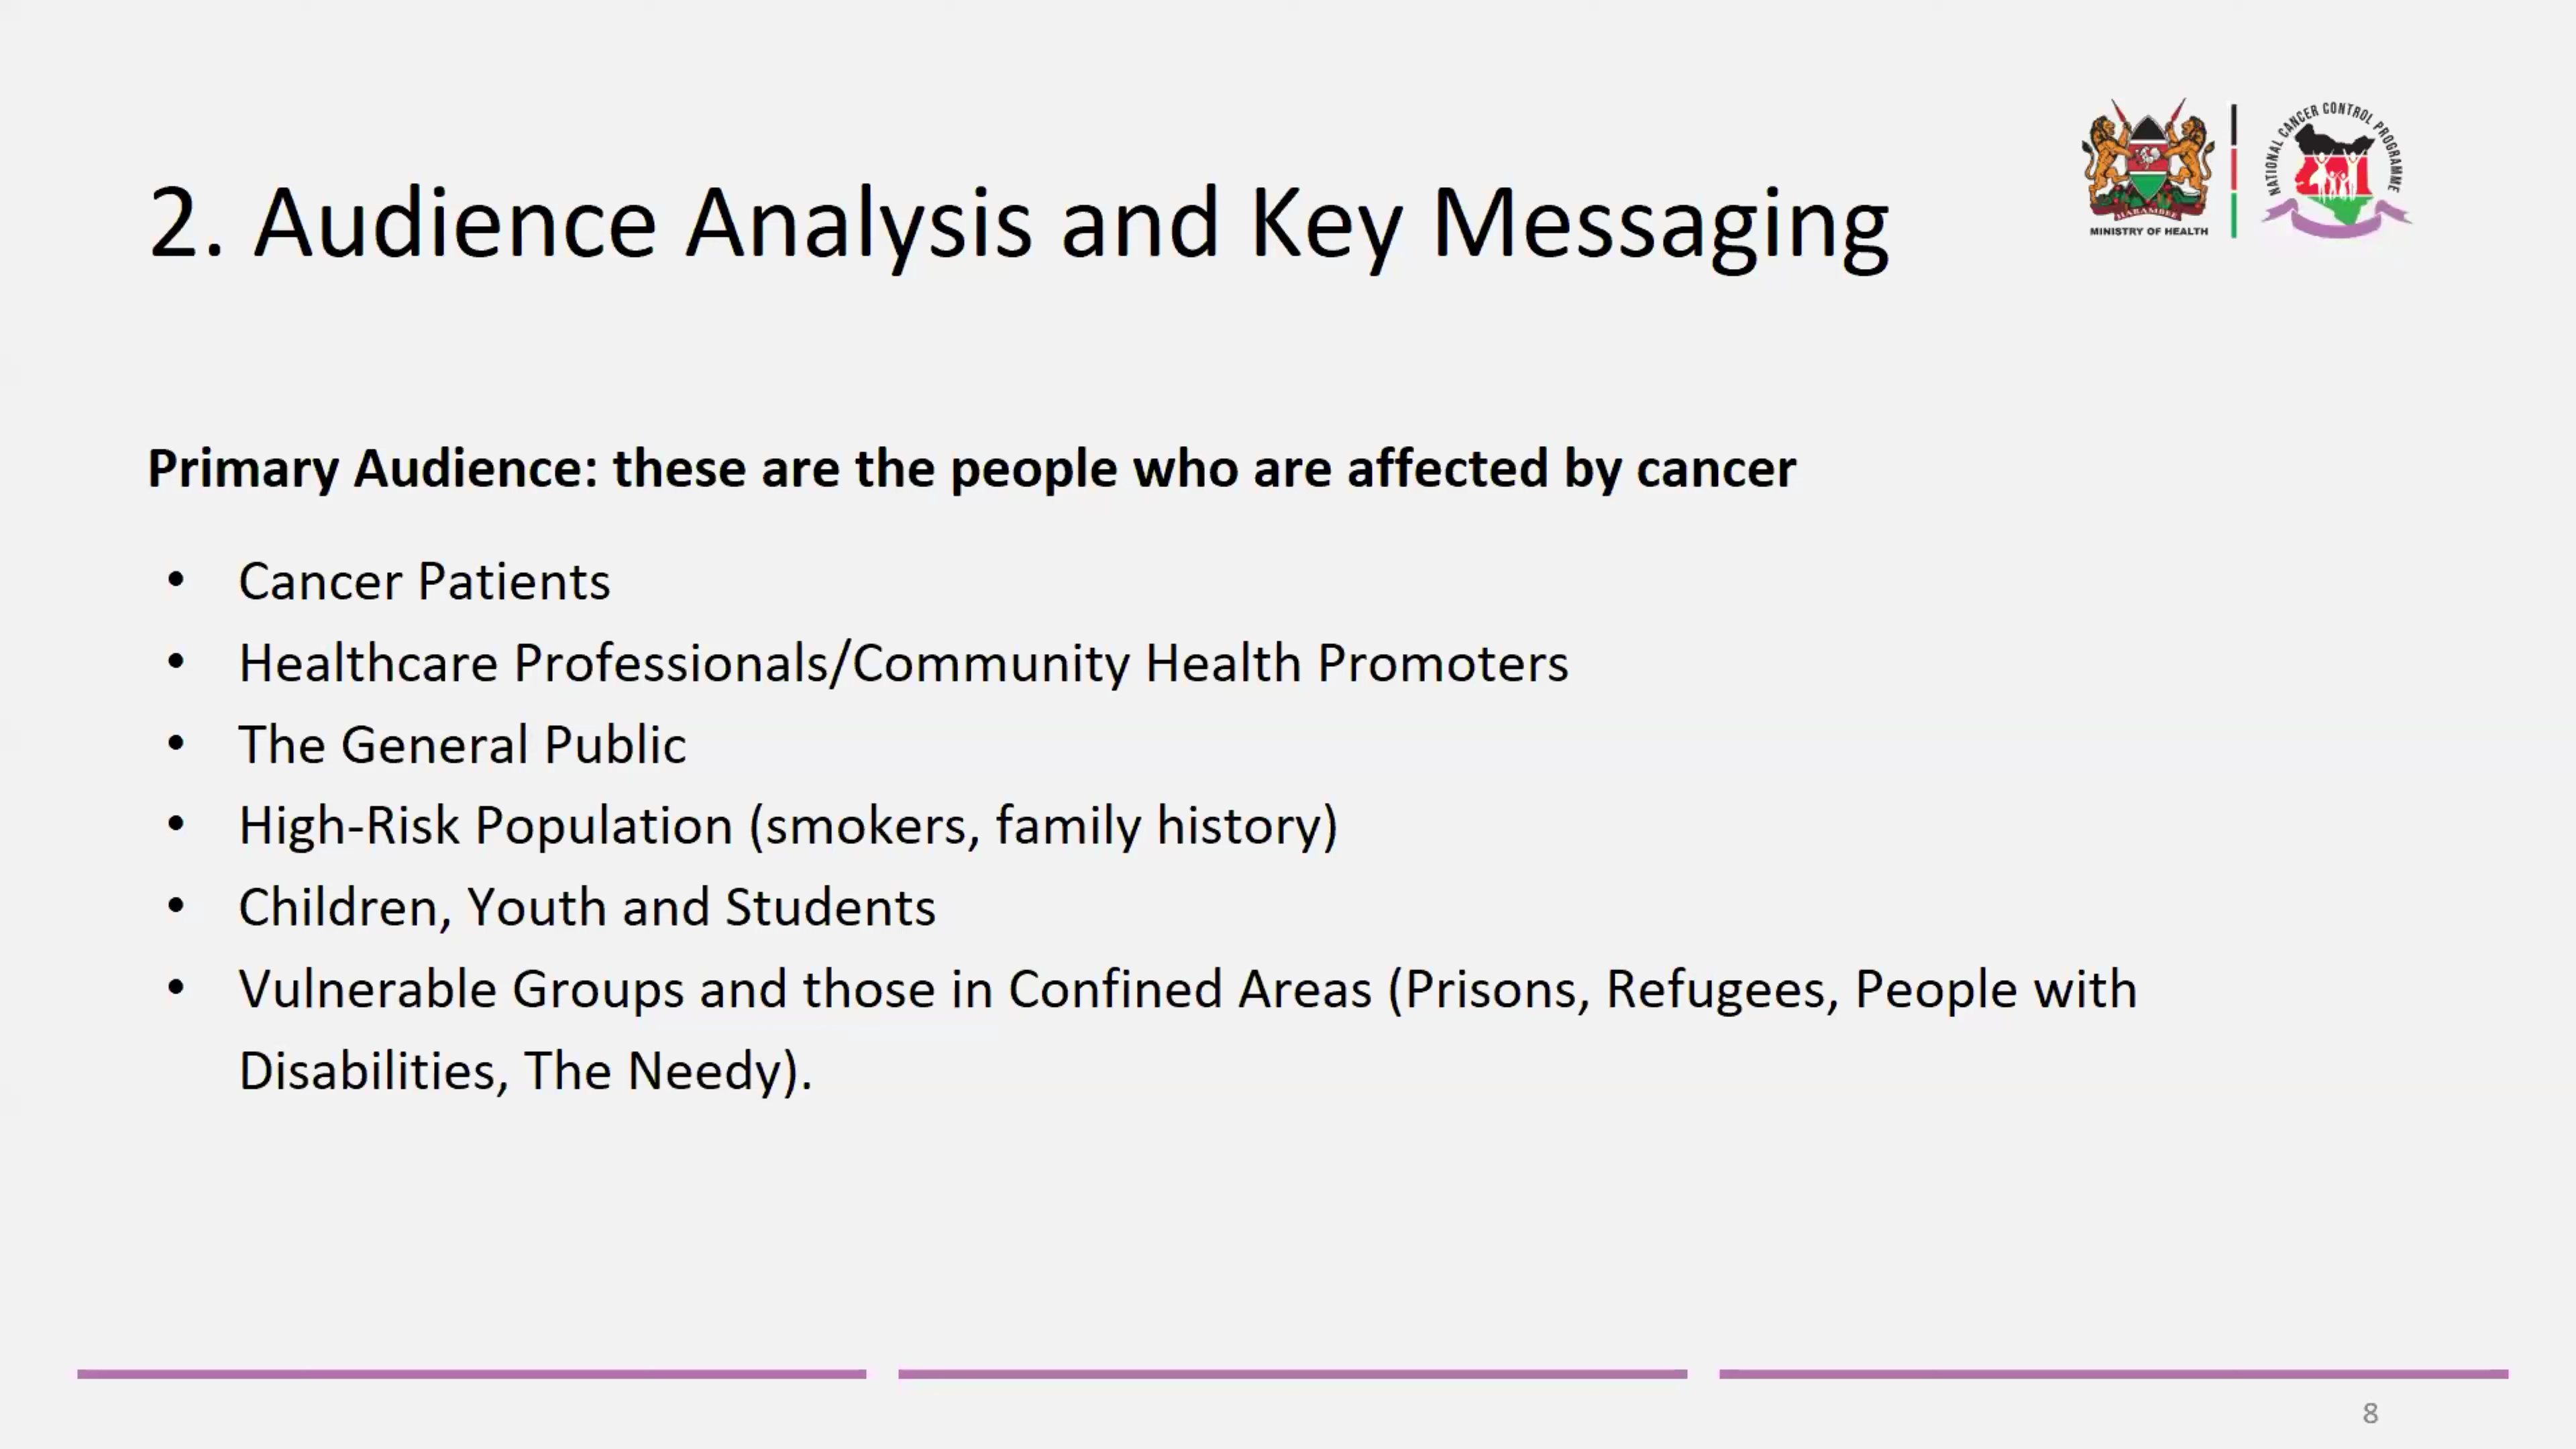 2. Audience Analysis and Key Messaging
HARAMBEE
MINISTRY OF HEALTH
NATIONAL CANCER CONTROL PROGRAMME
Primary Audience: these are the people who are affected by cancer
• Cancer Patients
• Healthcare Professionals/Community Health Promoters
• The General Public
• High-Risk Population (smokers, family history)
• Children, Youth and Students
• Vulnerable Groups and those in Confined Areas (Prisons, Refugees, People with
Disabilities, The Needy).
8